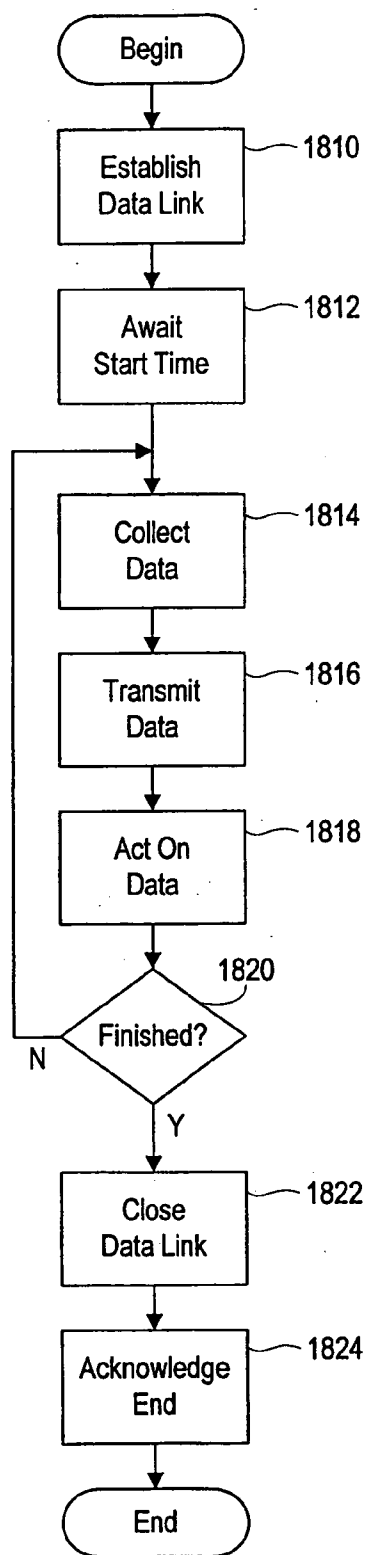 Begin
Establish
Data Link
1810
Await
Start Time
1812
Collect
Data
1814
Transmit
Data
1816
Act On
Data
1818
1820
Finished?
N
Y
Close
Data Link
1822
Acknowledge
End
1824
End